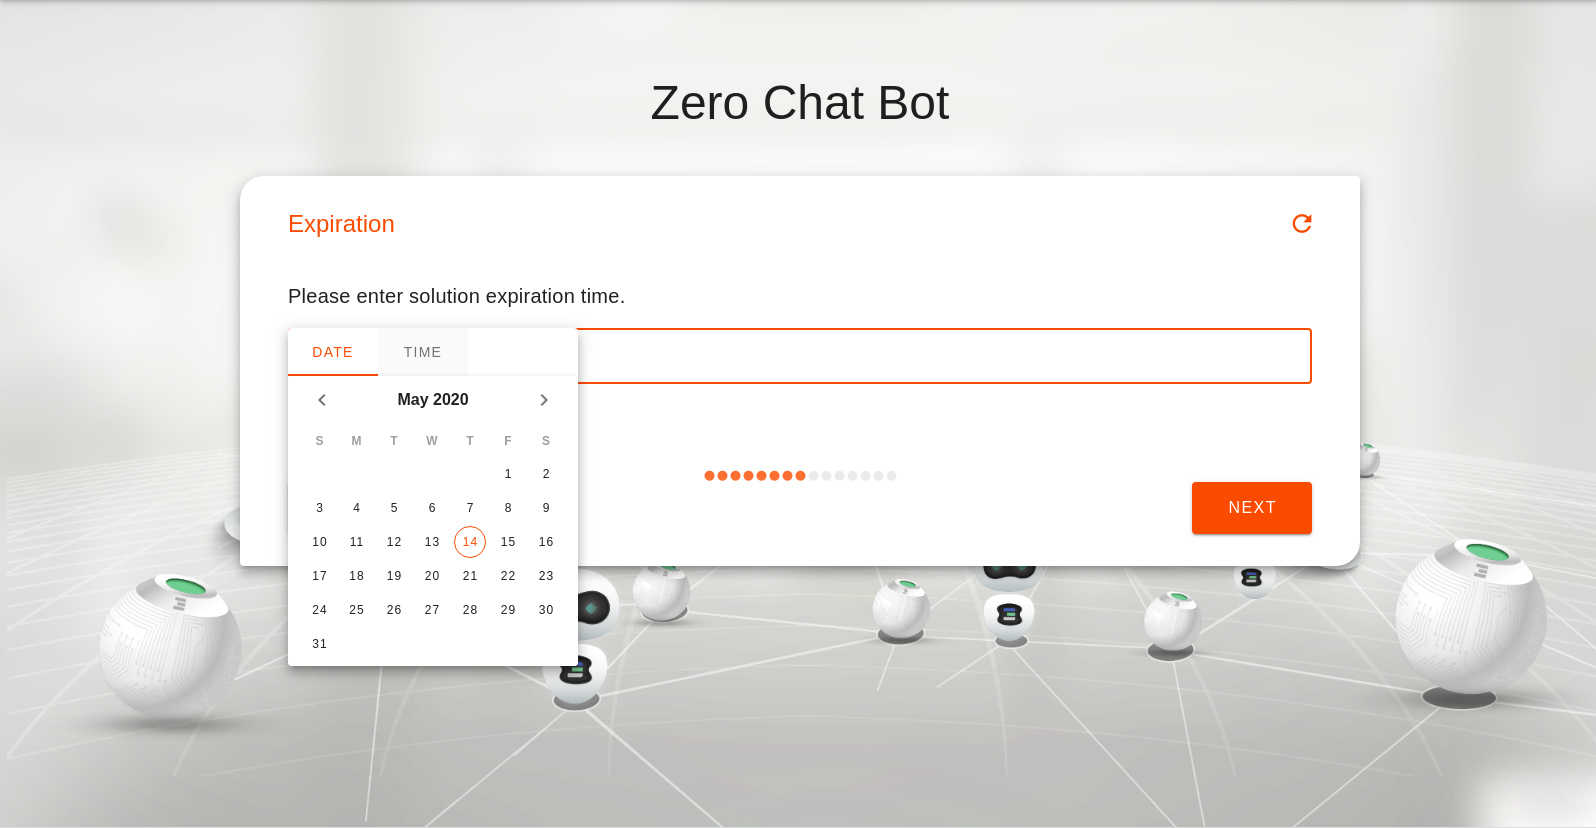 Zero Chat Bot
Expiration
Please enter solution expiration time.
DATE TIME
May 2020
S M T W T F S
1 2
3 4 5 6 7 8 9
10 11 12 13 14 15 16
NEXT
17 18 19 20 21 22 23
24 25 26 27 28 29 30
31